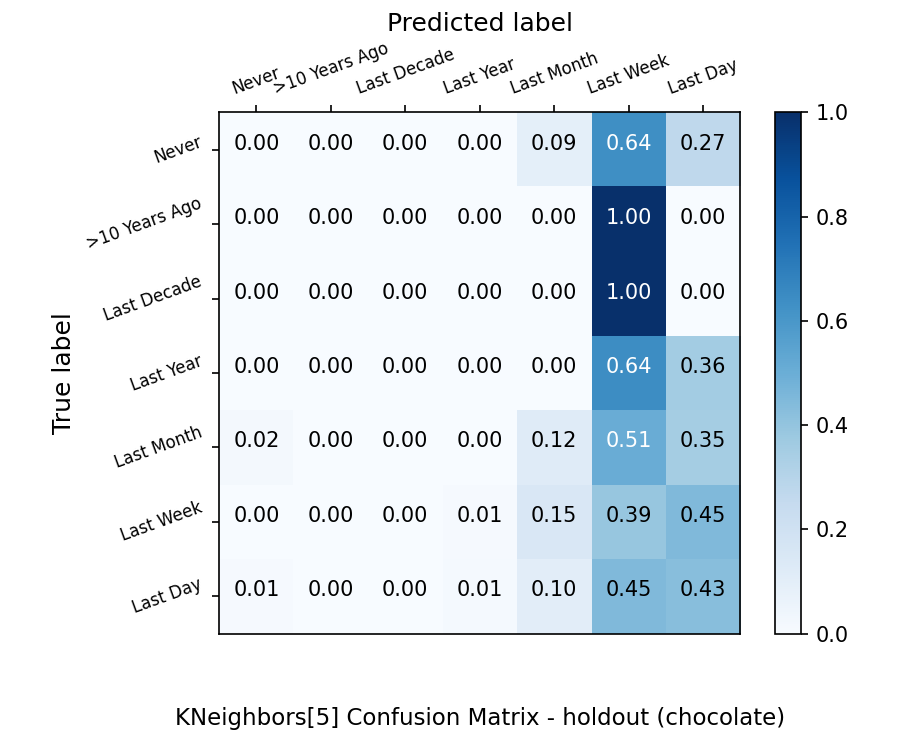 Predicted label
Never >10 Years Ago Last Decade Last Year Last Month Last Week Last Day
True label
Never 0.00 0.00 0.00 0.00 0.09 0.64 0.27
>10 Years Ago 0.00 0.00 0.00 0.00 0.00 1.00 0.00
Last Decade 0.00 0.00 0.00 0.00 0.00 1.00 0.00
Last Year 0.00 0.00 0.00 0.00 0.00 0.64 0.36
Last Month 0.02 0.00 0.00 0.00 0.12 0.51 0.35
Last Week 0.00 0.00 0.00 0.01 0.15 0.39 0.45
Last Day 0.01 0.00 0.00 0.01 0.10 0.45 0.43
1.0
0.8
0.6
0.4
0.2
0.0
KNeighbors[5] Confusion Matrix - holdout (chocolate)